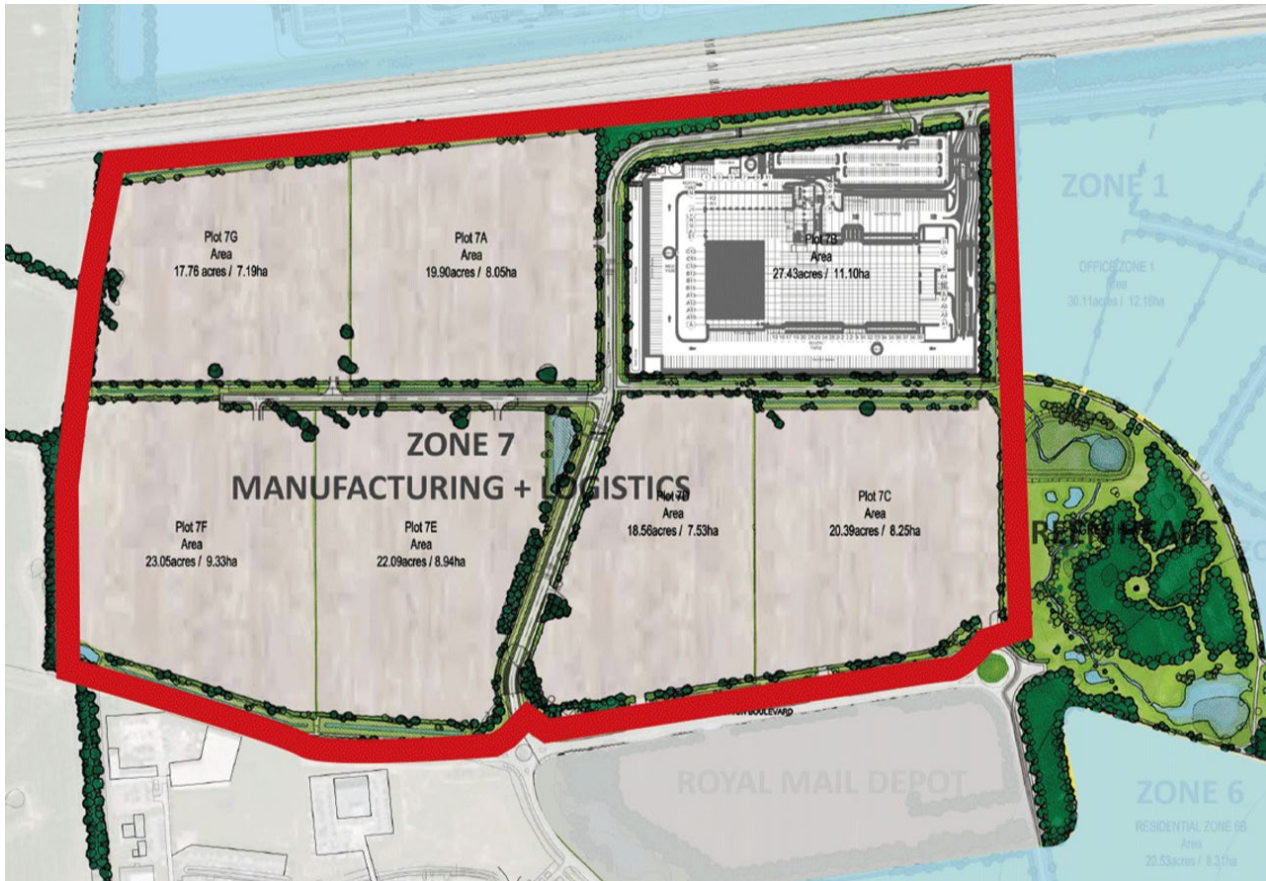 ZONE 1
OFFICE ZONE 1
Area
30.11acres / 12.18ha
Plot 7G
Area
17.76 acres / 7.19ha
Plot 7A
Area
19.90acres / 8.05ha
Plot 7B
Area
27.43acres / 11.10ha
ZONE 7
MANUFACTURING + LOGISTICS
Plot 7F
Area
23.05acres / 9.33ha
Plot 7E
Area
22.09acres / 8.94ha
Plot 7D
Area
18.56acres / 7.53ha
Plot 7C
Area
20.39acres / 8.25ha
REEN HEART
BOULEVARD
ROYAL MAIL DEPOT
ZONE 6
RESIDENTIAL ZONE 6B
Area
20.53acres / 8.31ha